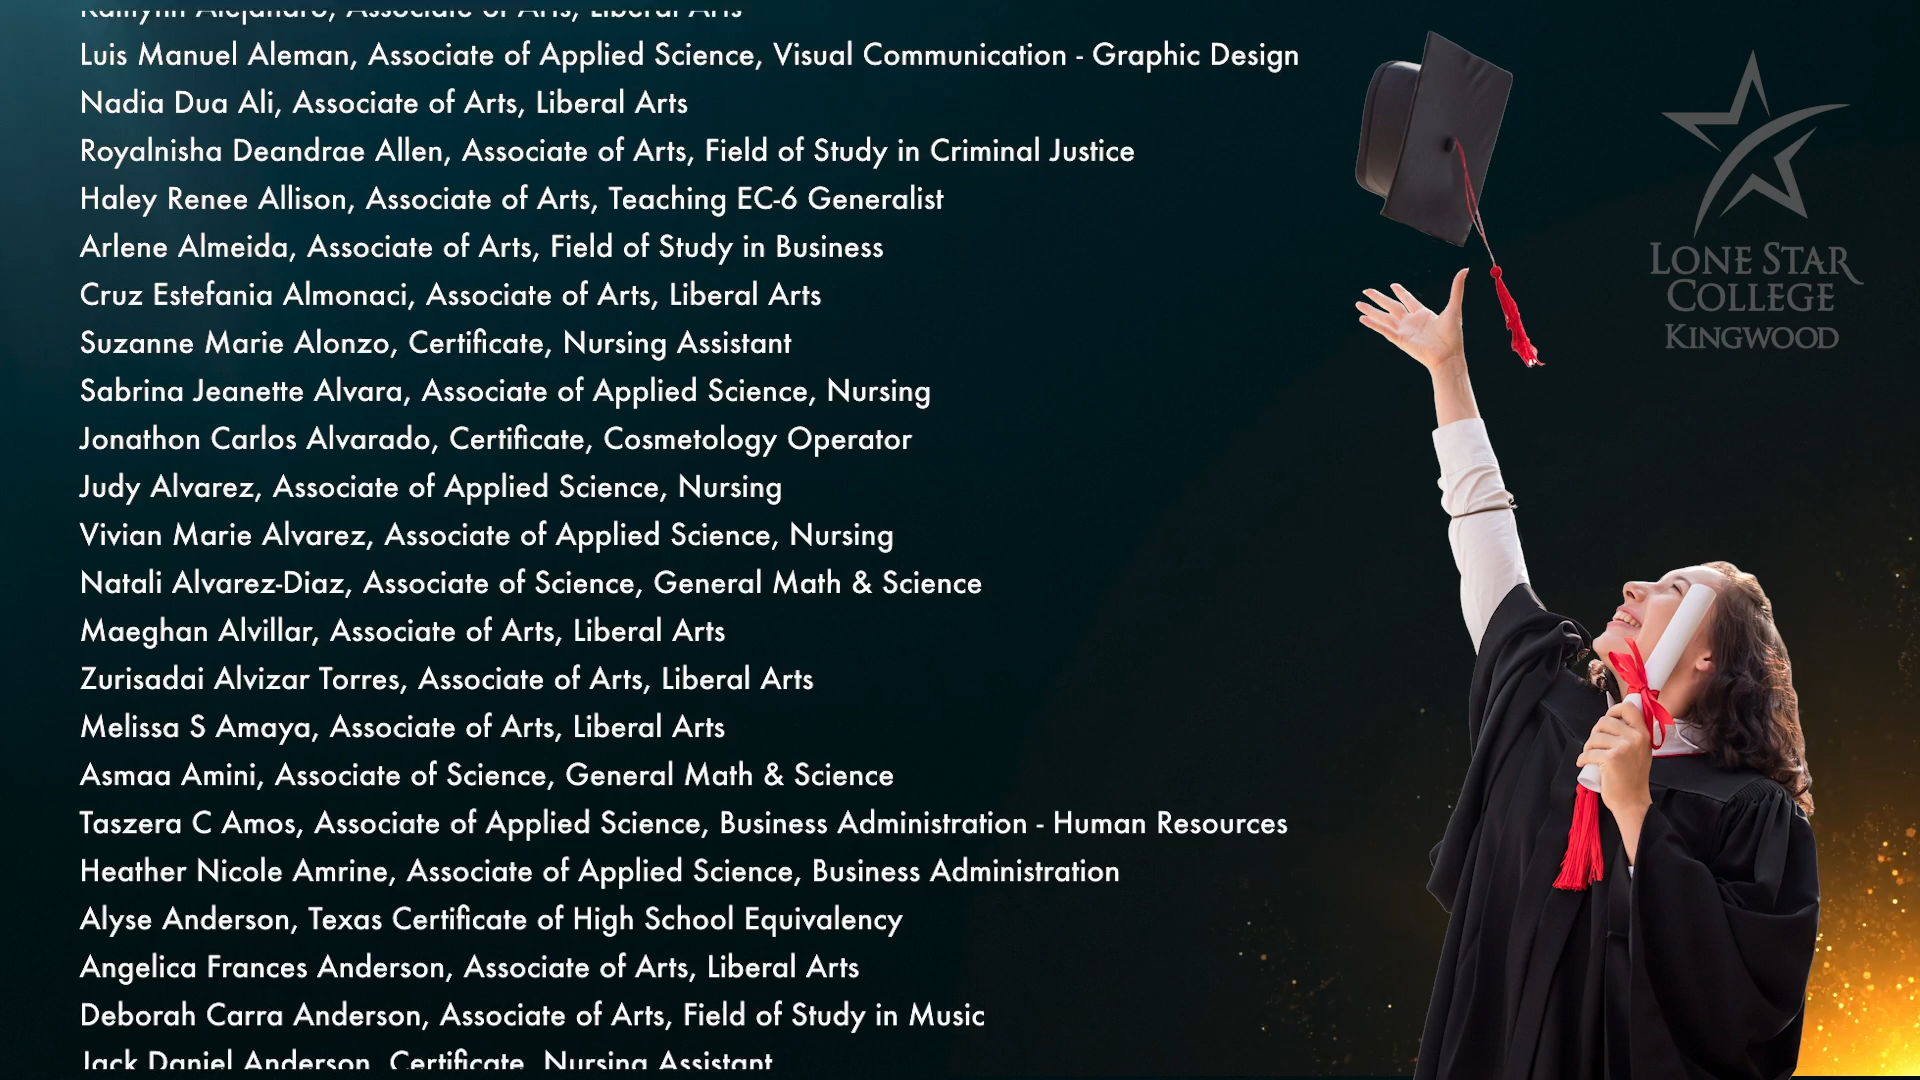 Kaitlynn Alejandro, Associate of Arts, Liberal Arts
Luis Manuel Aleman, Associate of Applied Science, Visual Communication - Graphic Design
Nadia Dua Ali, Associate of Arts, Liberal Arts
Royalnisha Deandrae Allen, Associate of Arts, Field of Study in Criminal Justice
Haley Renee Allison, Associate of Arts, Teaching EC-6 Generalist
Arlene Almeida, Associate of Arts, Field of Study in Business
Cruz Estefania Almonaci, Associate of Arts, Liberal Arts
Suzanne Marie Alonzo, Certificate, Nursing Assistant
Sabrina Jeanette Alvara, Associate of Applied Science, Nursing
Jonathon Carlos Alvarado, Certificate, Cosmetology Operator
Judy Alvarez, Associate of Applied Science, Nursing
Vivian Marie Alvarez, Associate of Applied Science, Nursing
Natali Alvarez-Diaz, Associate of Science, General Math & Science
Maeghan Alvillar, Associate of Arts, Liberal Arts
Zurisadai Alvizar Torres, Associate of Arts, Liberal Arts
Melissa S Amaya, Associate of Arts, Liberal Arts
Asmaa Amini, Associate of Science, General Math & Science
Taszera C Amos, Associate of Applied Science, Business Administration - Human Resources
Heather Nicole Amrine, Associate of Applied Science, Business Administration
Alyse Anderson, Texas Certificate of High School Equivalency
Angelica Frances Anderson, Associate of Arts, Liberal Arts
Deborah Carra Anderson, Associate of Arts, Field of Study in Music
Jack Daniel Anderson, Certificate, Nursing Assistant
LONE STAR
COLLEGE
KINGWOOD